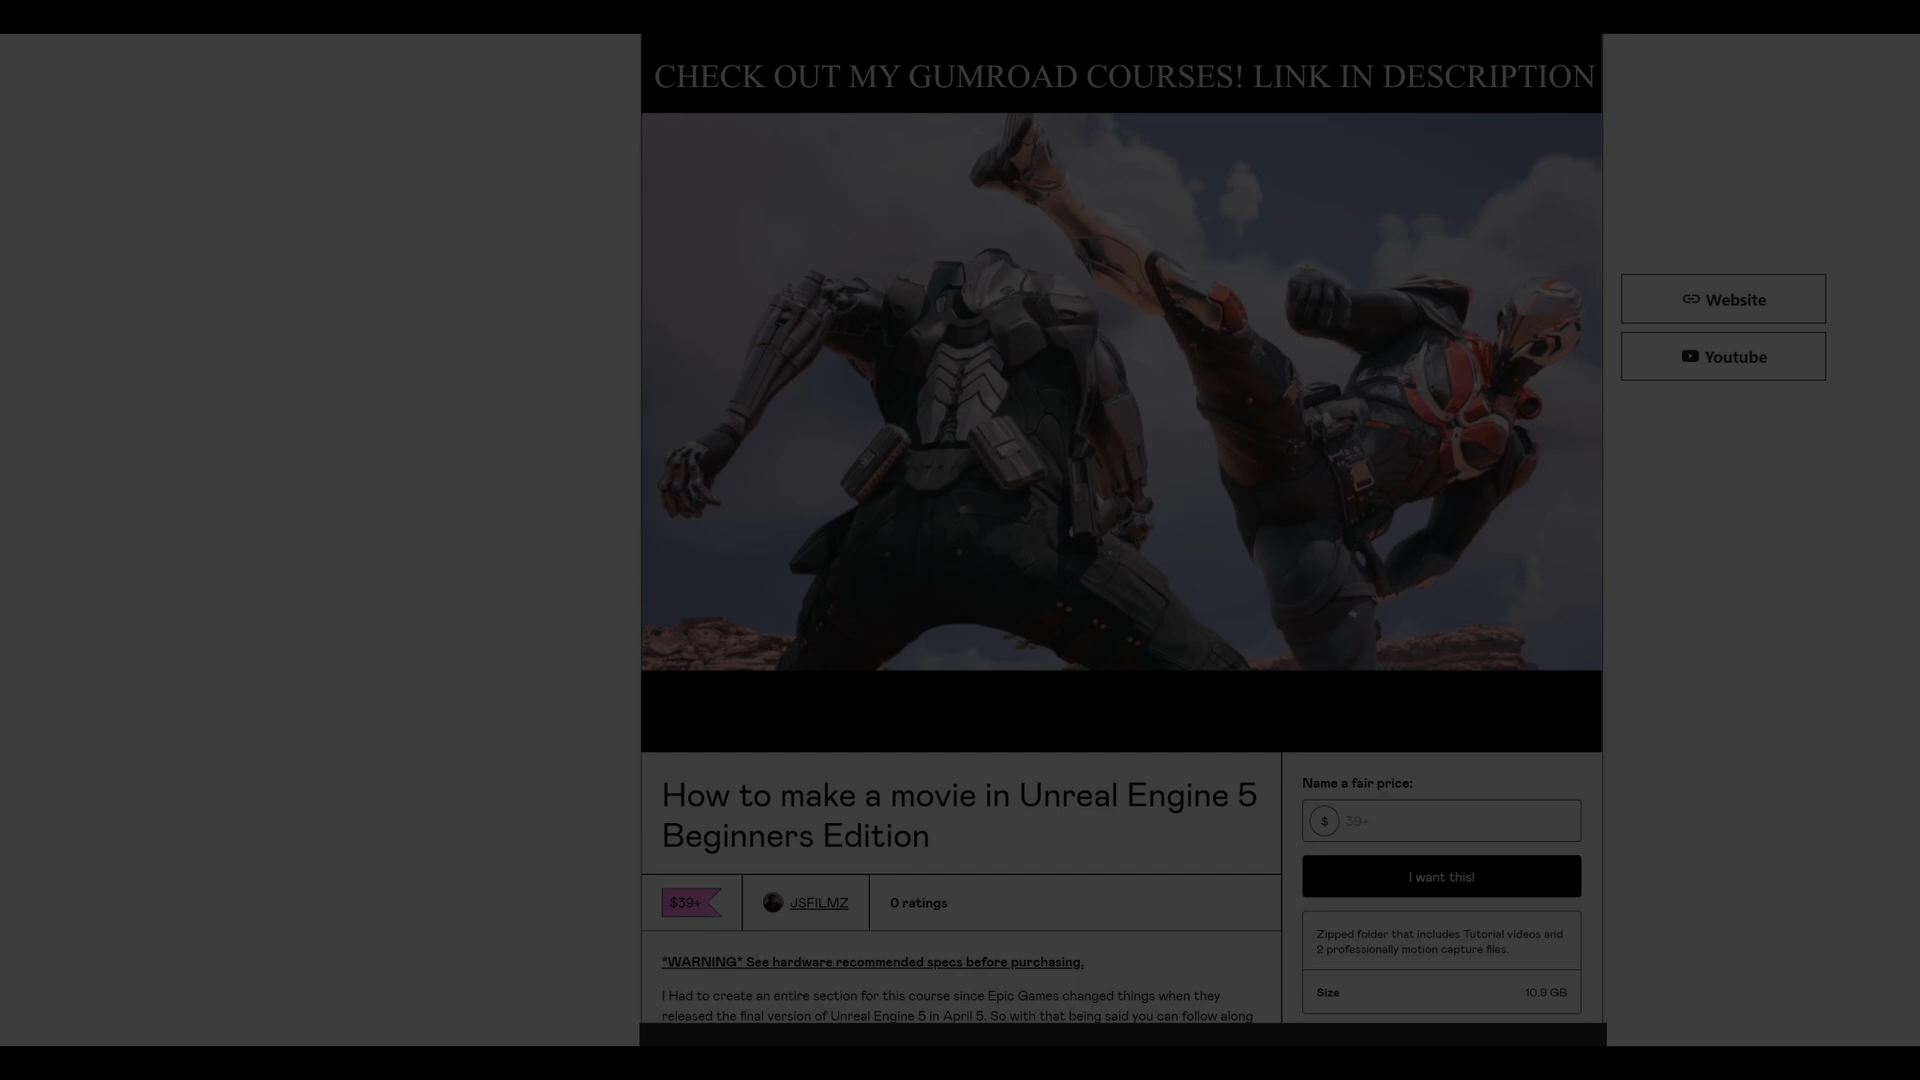 CHECK OUT MY GUMROAD COURSES! LINK IN DESCRIPTION
Website
Youtube
How to make a movie in Unreal Engine 5
Beginners Edition
$39+
JSFILMZ
0 ratings
*WARNING* See hardware recommended specs before purchasing.
I Had to create an entire section for this course since Epic Games changed things when they
released the final version of Unreal Engine 5 in April 5. So with that being said you can follow along
Name a fair price:
$ 39+
I want this!
Zipped folder that includes Tutorial videos and
2 professionally motion capture files.
Size 10.9 GB